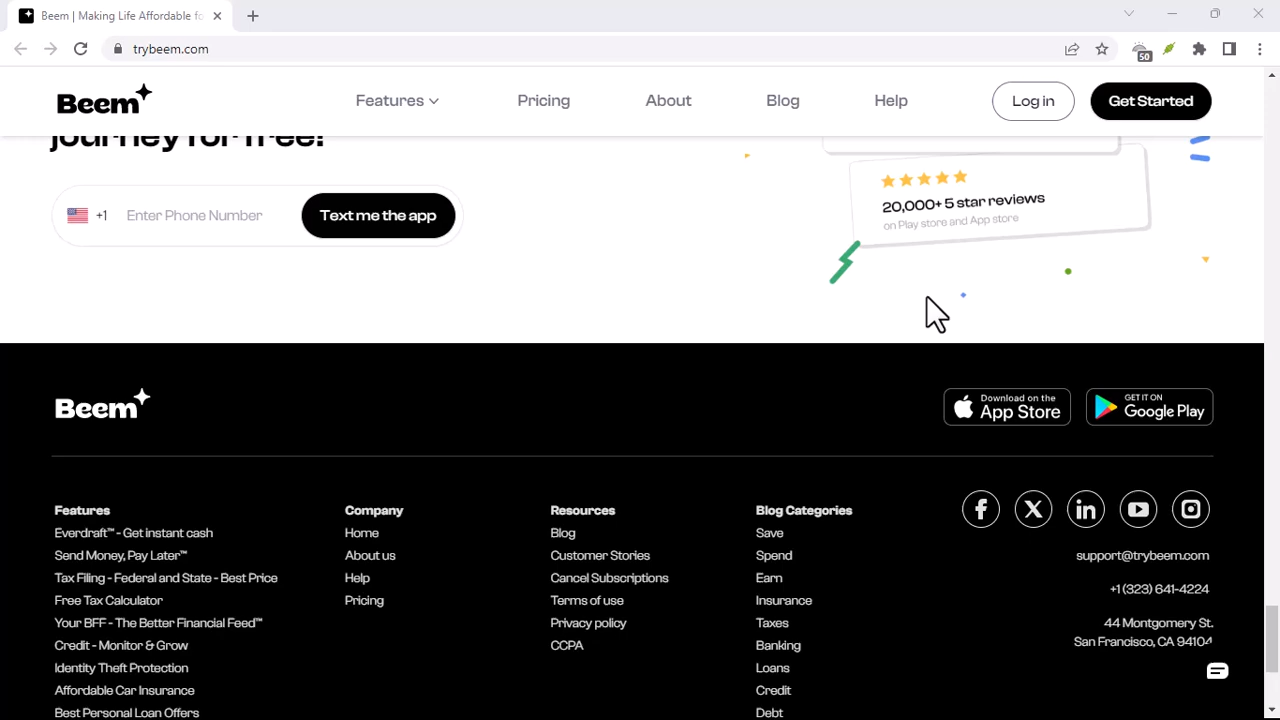 Beem | Making Life Affordable fo
trybeem.com
50
Beem
Features
Pricing
About
Blog
Help
Log in
Get Started
journey for free!
+1
Enter Phone Number
Text me the app
20,000+ 5 star reviews
on Play store and App store
Beem
Download on the
App Store
GET IT ON
Google Play
Features
Everdraft™ - Get instant cash
Send Money, Pay Later™
Tax Filing - Federal and State - Best Price
Free Tax Calculator
Your BFF - The Better Financial Feed™
Credit - Monitor & Grow
Identity Theft Protection
Affordable Car Insurance
Best Personal Loan Offers
Company
Home
About us
Help
Pricing
Resources
Blog
Customer Stories
Cancel Subscriptions
Terms of use
Privacy policy
CCPA
Blog Categories
Save
Spend
Earn
Insurance
Taxes
Banking
Loans
Credit
Debt
support@trybeem.com
+1 (323) 641-4224
44 Montgomery St.
San Francisco, CA 94104